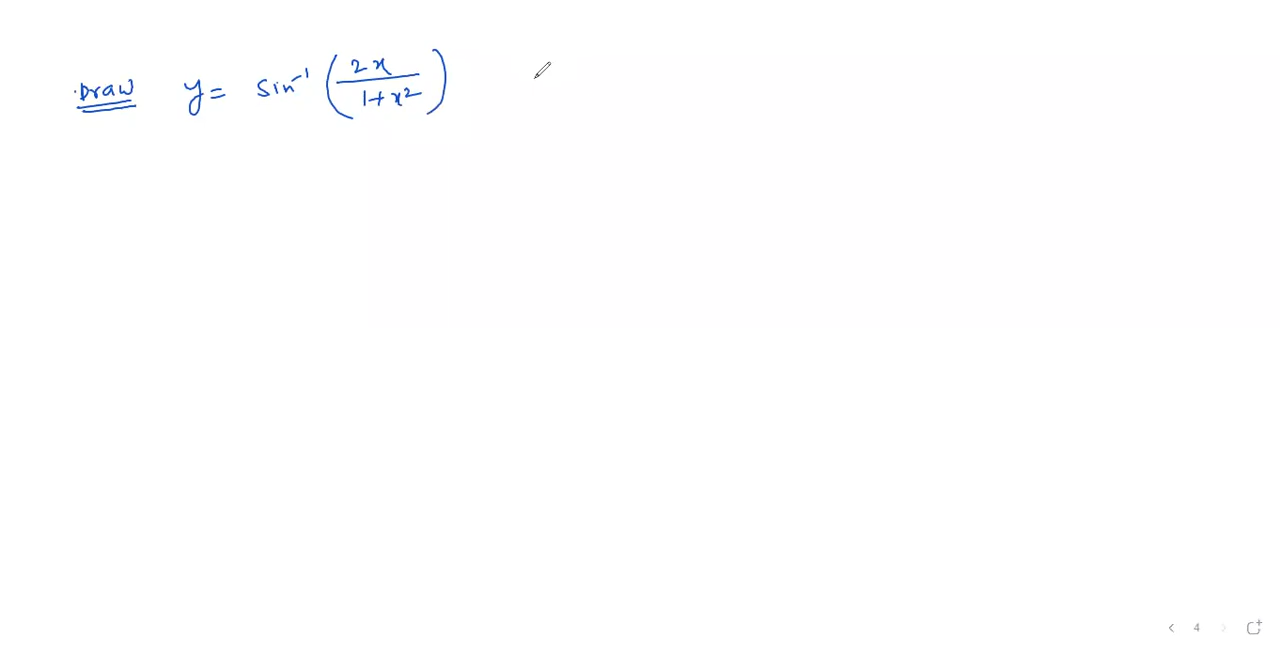 Draw y = sin⁻¹ (2x / 1+x²)
4